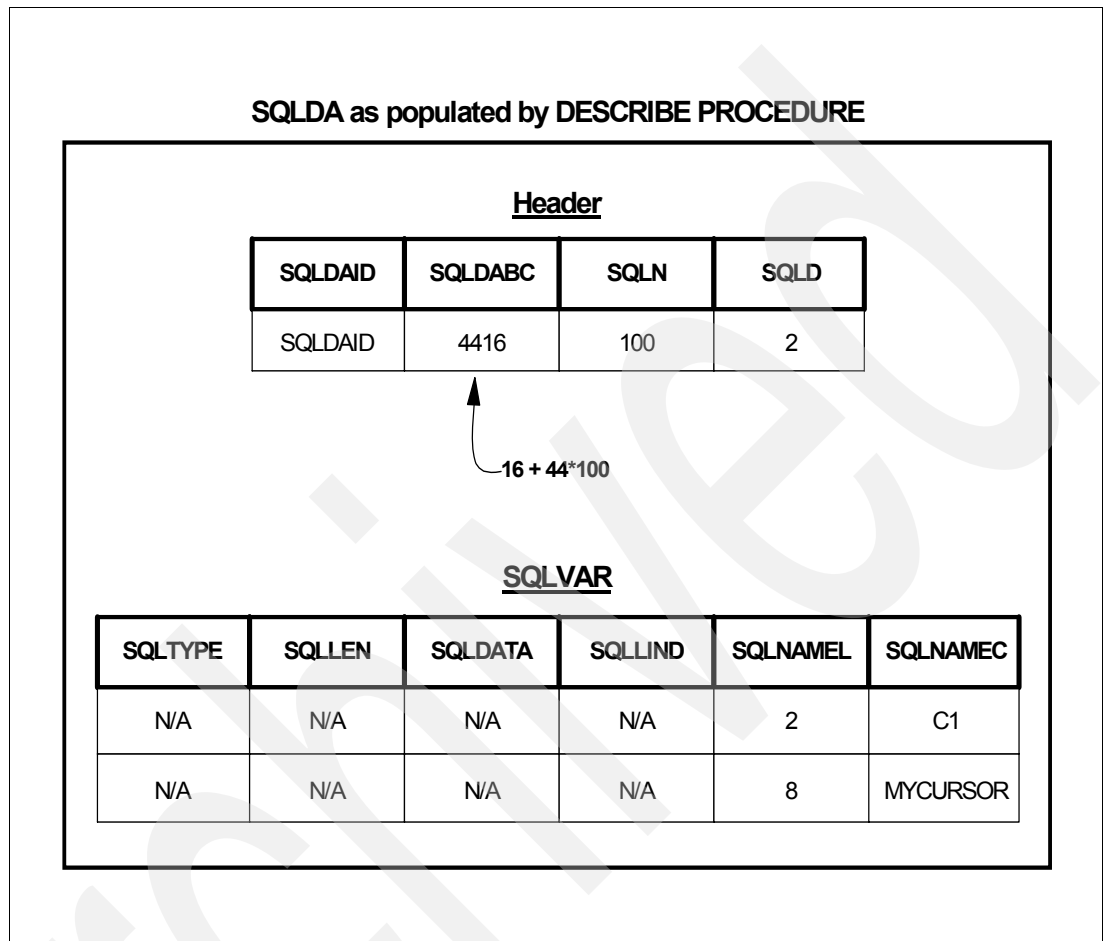 SQLDA as populated by DESCRIBE PROCEDURE
Header
SQLDAID SQLDABC SQLN SQLD
SQLDAID 4416 100 2
16 + 44*100
SQLVAR
SQLTYPE SQLLEN SQLDATA SQLLIND SQLNAMEL SQLNAMEC
N/A N/A N/A N/A 2 C1
N/A N/A N/A N/A 8 MYCURSOR
rchived